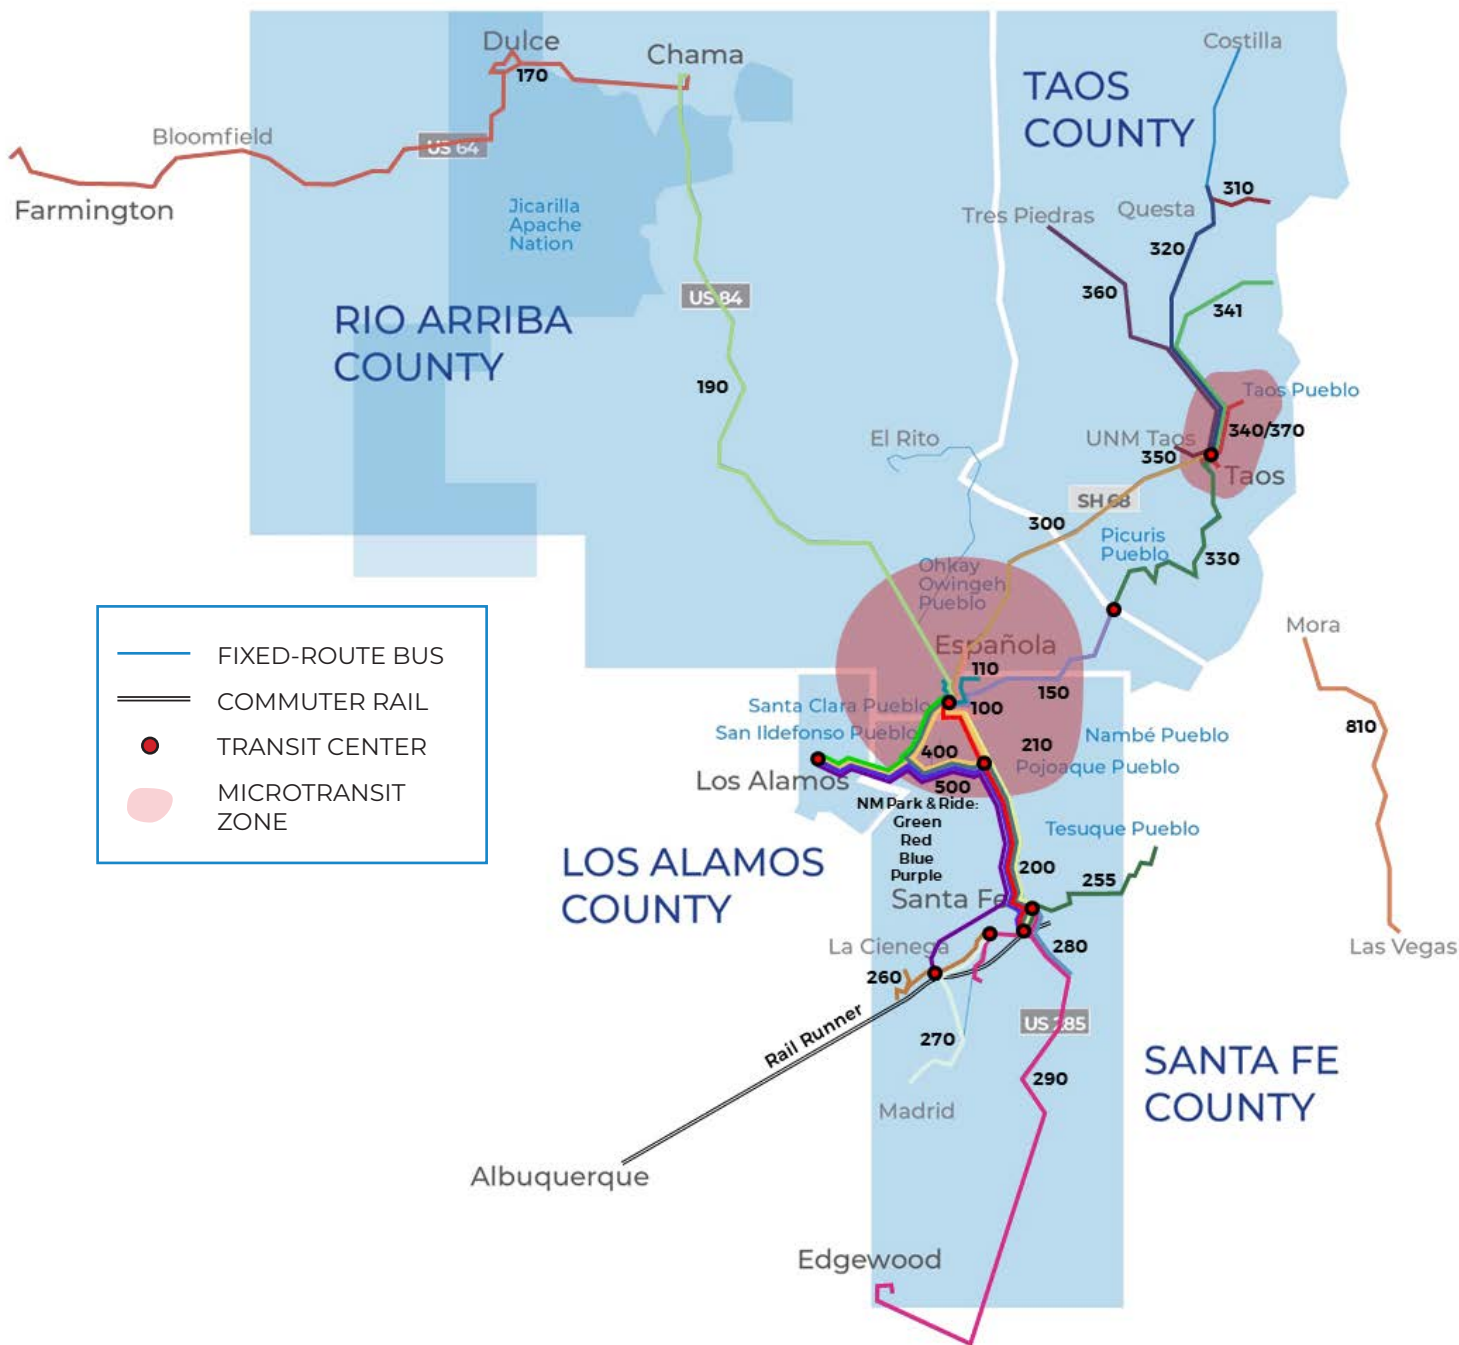 Dulce
170
Chama
Costilla
TAOS
COUNTY
Bloomfield
US 64
Farmington
Jicarilla
Apache
Nation
310
Tres Piedras
Questa
320
360
341
US 84
RIO ARRIBA
COUNTY
190
Taos Pueblo
El Rito
UNM Taos
340/370
350
Taos
SH 68
300
Picuris
Pueblo
330
Ohkay
Owingeh
Pueblo
FIXED-ROUTE BUS
COMMUTER RAIL
TRANSIT CENTER
MICROTRANSIT
ZONE
Española
110
150
Santa Clara Pueblo
100
San Ildefonso Pueblo
400
210
Nambé Pueblo
Pojoaque Pueblo
Los Alamos
500
NM Park & Ride:
Green
Red
Blue
Purple
Mora
810
Las Vegas
Tesuque Pueblo
LOS ALAMOS
COUNTY
200
255
Santa Fe
La Cienega
280
260
Rail Runner
270
US 285
290
SANTA FE
COUNTY
Madrid
Albuquerque
Edgewood